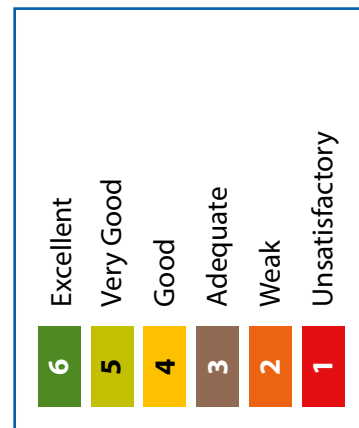 6 Excellent
5 Very Good
4 Good
3 Adequate
2 Weak
1 Unsatisfactory